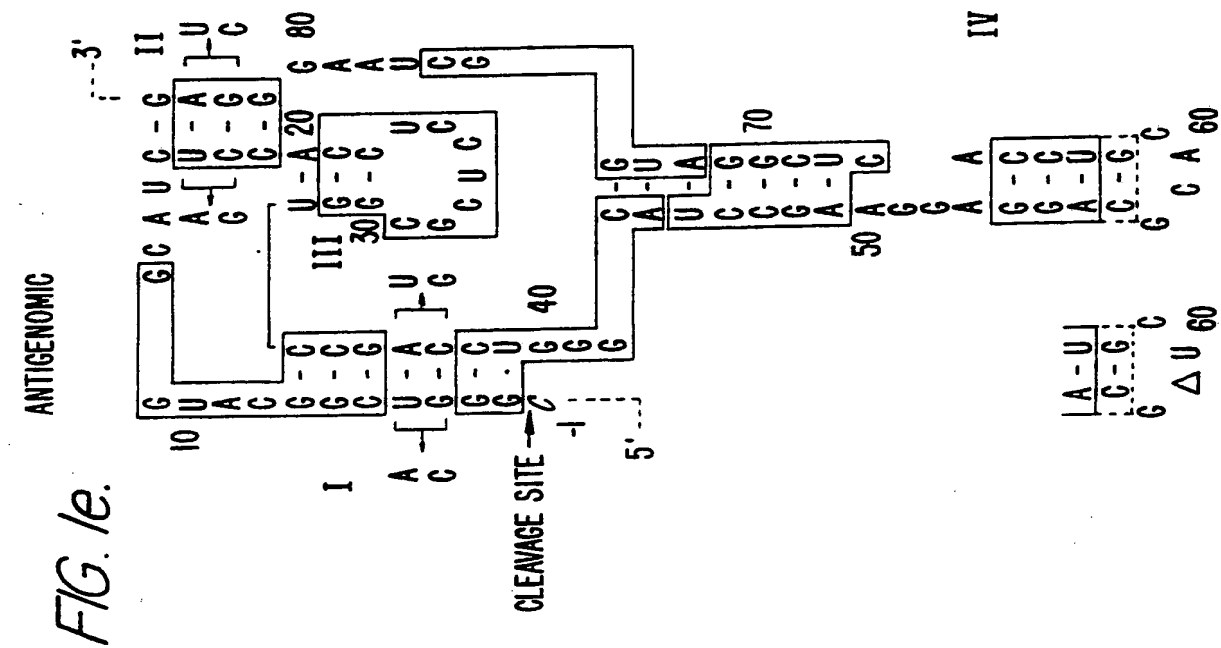 FIG. 1e.
ANTIGENOMIC
3'
G G C A U C - G II
10 U A U - A U
A G C - G C
C C - G
G - C U - A 20 G 80
G - C III G - C A
C - G 30 G - C A
I A U - A U C U U
C G - C G G C C
G - C C U C G
G · U
CLEAVAGE SITE C G 40
-1 G
5' G
C - G
A - U
U - A
C - G 70
C - G
G - C
A - U
50 A C
G
G
A A
G - C
G - C IV
A - U A - U
C - G C - G
G C G C
Δ U C A
60 60